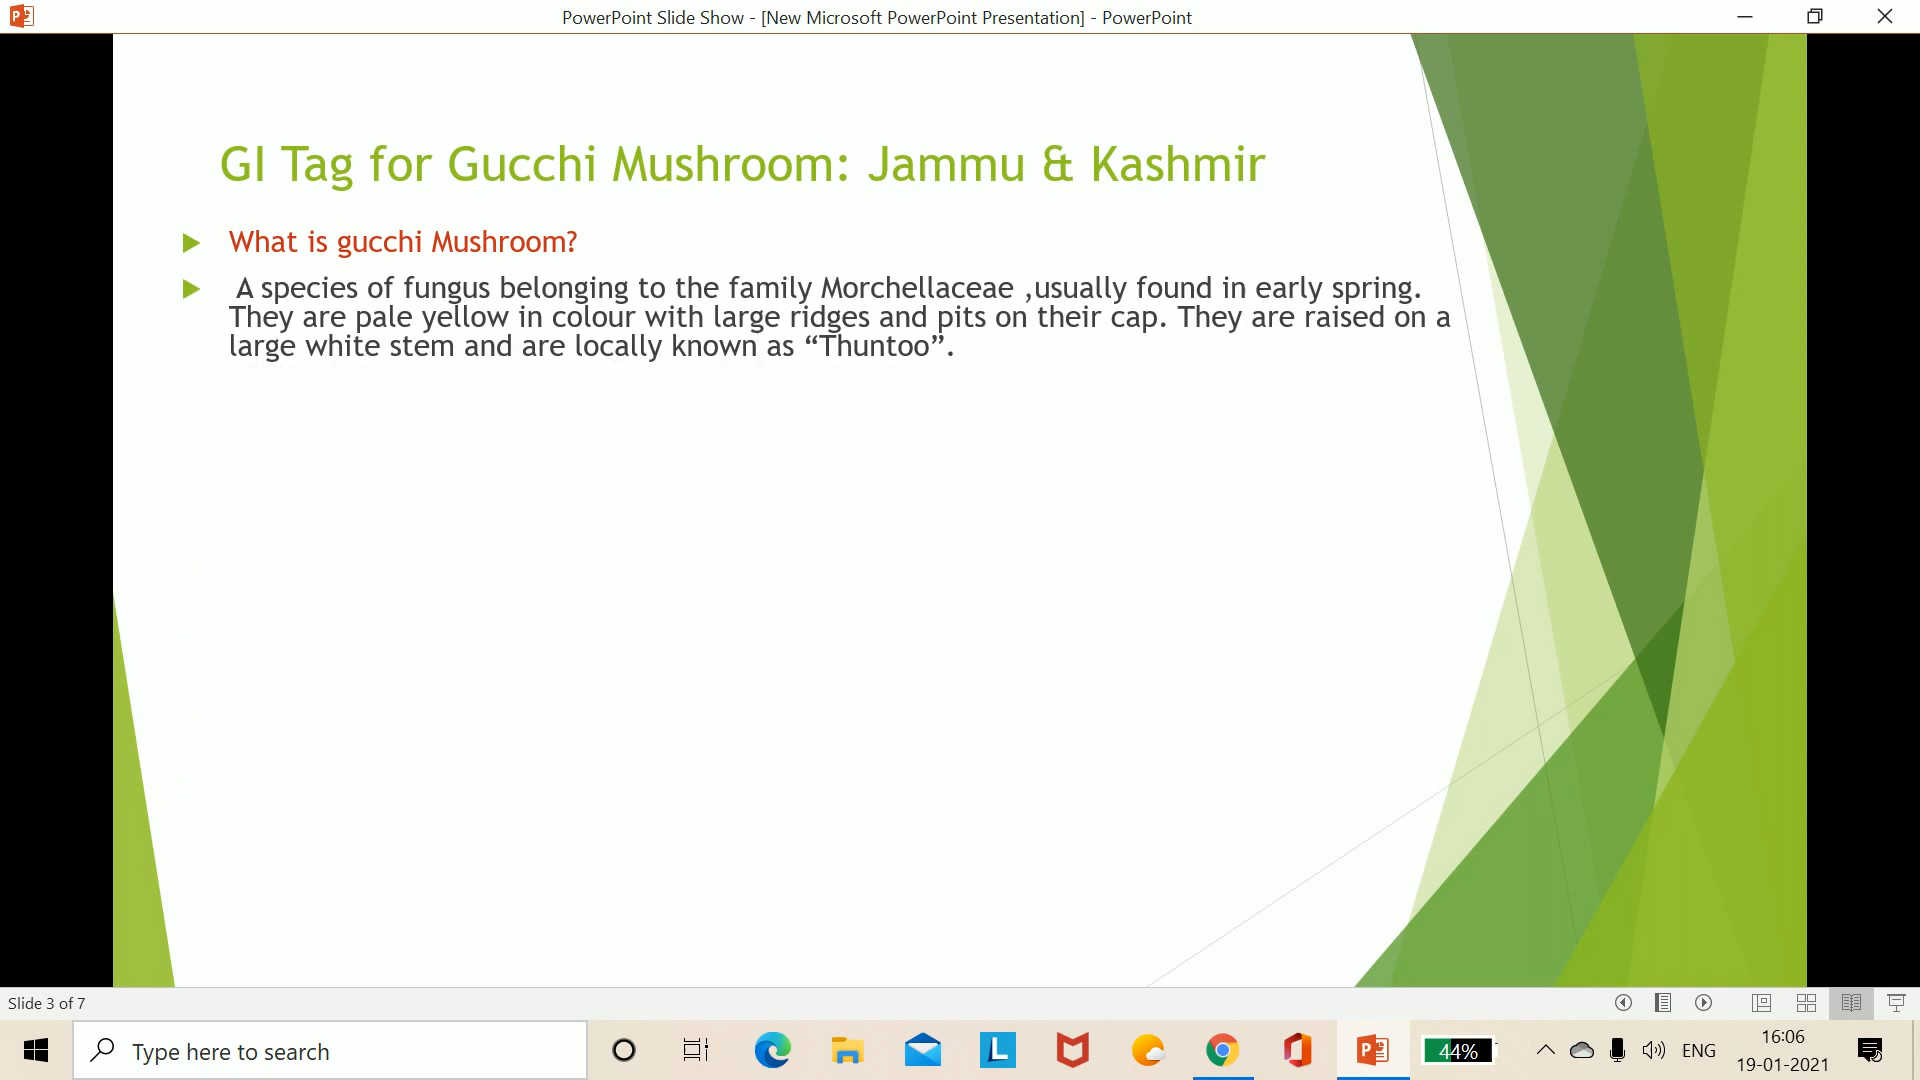 PowerPoint Slide Show - [New Microsoft PowerPoint Presentation] - PowerPoint
GI Tag for Gucchi Mushroom: Jammu & Kashmir
What is gucchi Mushroom?
A species of fungus belonging to the family Morchellaceae ,usually found in early spring.
They are pale yellow in colour with large ridges and pits on their cap. They are raised on a
large white stem and are locally known as “Thuntoo”.
Slide 3 of 7
Type here to search
44%
ENG
16:06
19-01-2021